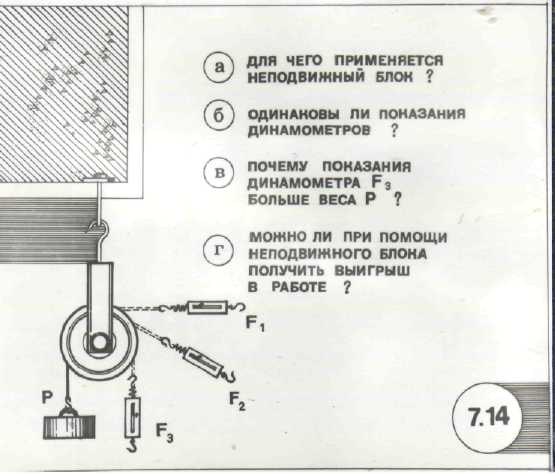 а ДЛЯ ЧЕГО ПРИМЕНЯЕТСЯ
НЕПОДВИЖНЫЙ БЛОК ?
б ОДИНАКОВЫ ЛИ ПОКАЗАНИЯ
ДИНАМОМЕТРОВ ?
в ПОЧЕМУ ПОКАЗАНИЯ
ДИНАМОМЕТРА F₃
БОЛЬШЕ ВЕСА Р ?
г МОЖНО ЛИ ПРИ ПОМОЩИ
НЕПОДВИЖНОГО БЛОКА
ПОЛУЧИТЬ ВЫИГРЫШ
В РАБОТЕ ?
F₁
F₂
P
F₃
7.14